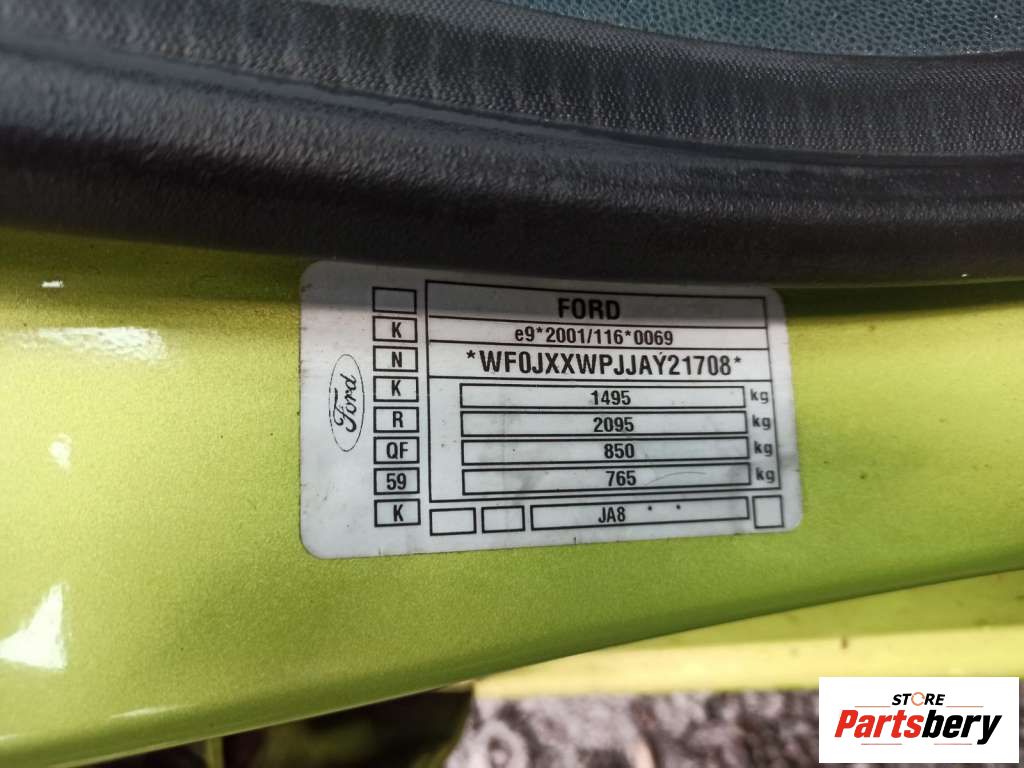 FORD
e9*2001/116*0069
*WF0JXXWPJJAY21708*
1495 kg
2095 kg
850 kg
765 kg
JA8
K
N
K
R
QF
59
K
Ford
STORE
Partsbery